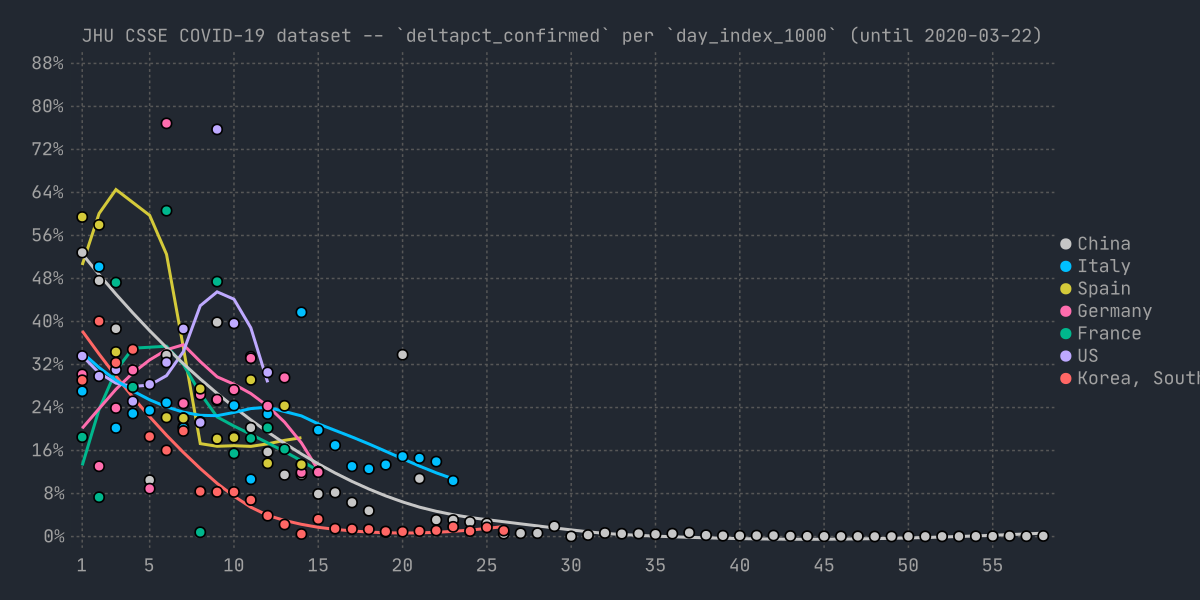 JHU CSSE COVID-19 dataset -- `deltapct_confirmed` per `day_index_1000` (until 2020-03-22)
88%
80%
72%
64%
56%
48%
40%
32%
24%
16%
8%
0%
1 5 10 15 20 25 30 35 40 45 50 55
China
Italy
Spain
Germany
France
US
Korea, South